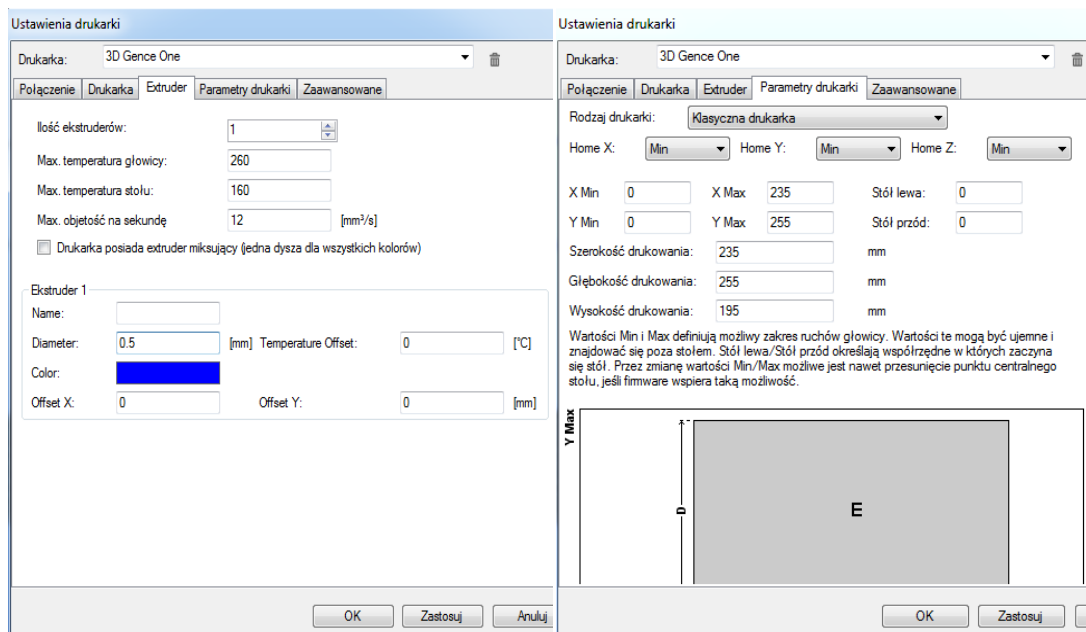 Ustawienia drukarki
Drukarka: 3D Gence One
Połączenie Drukarka Extruder Parametry drukarki Zaawansowane
Ilość ekstruderów: 1
Max. temperatura głowicy: 260
Max. temperatura stołu: 160
Max. objetość na sekundę 12 [mm³/s]
Drukarka posiada extruder miksujący (jedna dysza dla wszystkich kolorów)
Ekstruder 1
Name:
Diameter: 0.5 [mm] Temperature Offset: 0 [°C]
Color:
Offset X: 0 Offset Y: 0 [mm]
OK Zastosuj Anuluj
Ustawienia drukarki
Drukarka: 3D Gence One
Połączenie Drukarka Extruder Parametry drukarki Zaawansowane
Rodzaj drukarki: Klasyczna drukarka
Home X: Min Home Y: Min Home Z: Min
X Min 0 X Max 235 Stół lewa: 0
Y Min 0 Y Max 255 Stół przód: 0
Szerokość drukowania: 235 mm
Głębokość drukowania: 255 mm
Wysokość drukowania: 195 mm
Wartości Min i Max definiują możliwy zakres ruchów głowicy. Wartości te mogą być ujemne i
znajdować się poza stołem. Stół lewa/Stół przód określają współrzędne w których zaczyna
się stół. Przez zmianę wartości Min/Max możliwe jest nawet przesunięcie punktu centralnego
stołu, jeśli firmware wspiera taką możliwość.
Y Max
D
E
OK Zastosuj